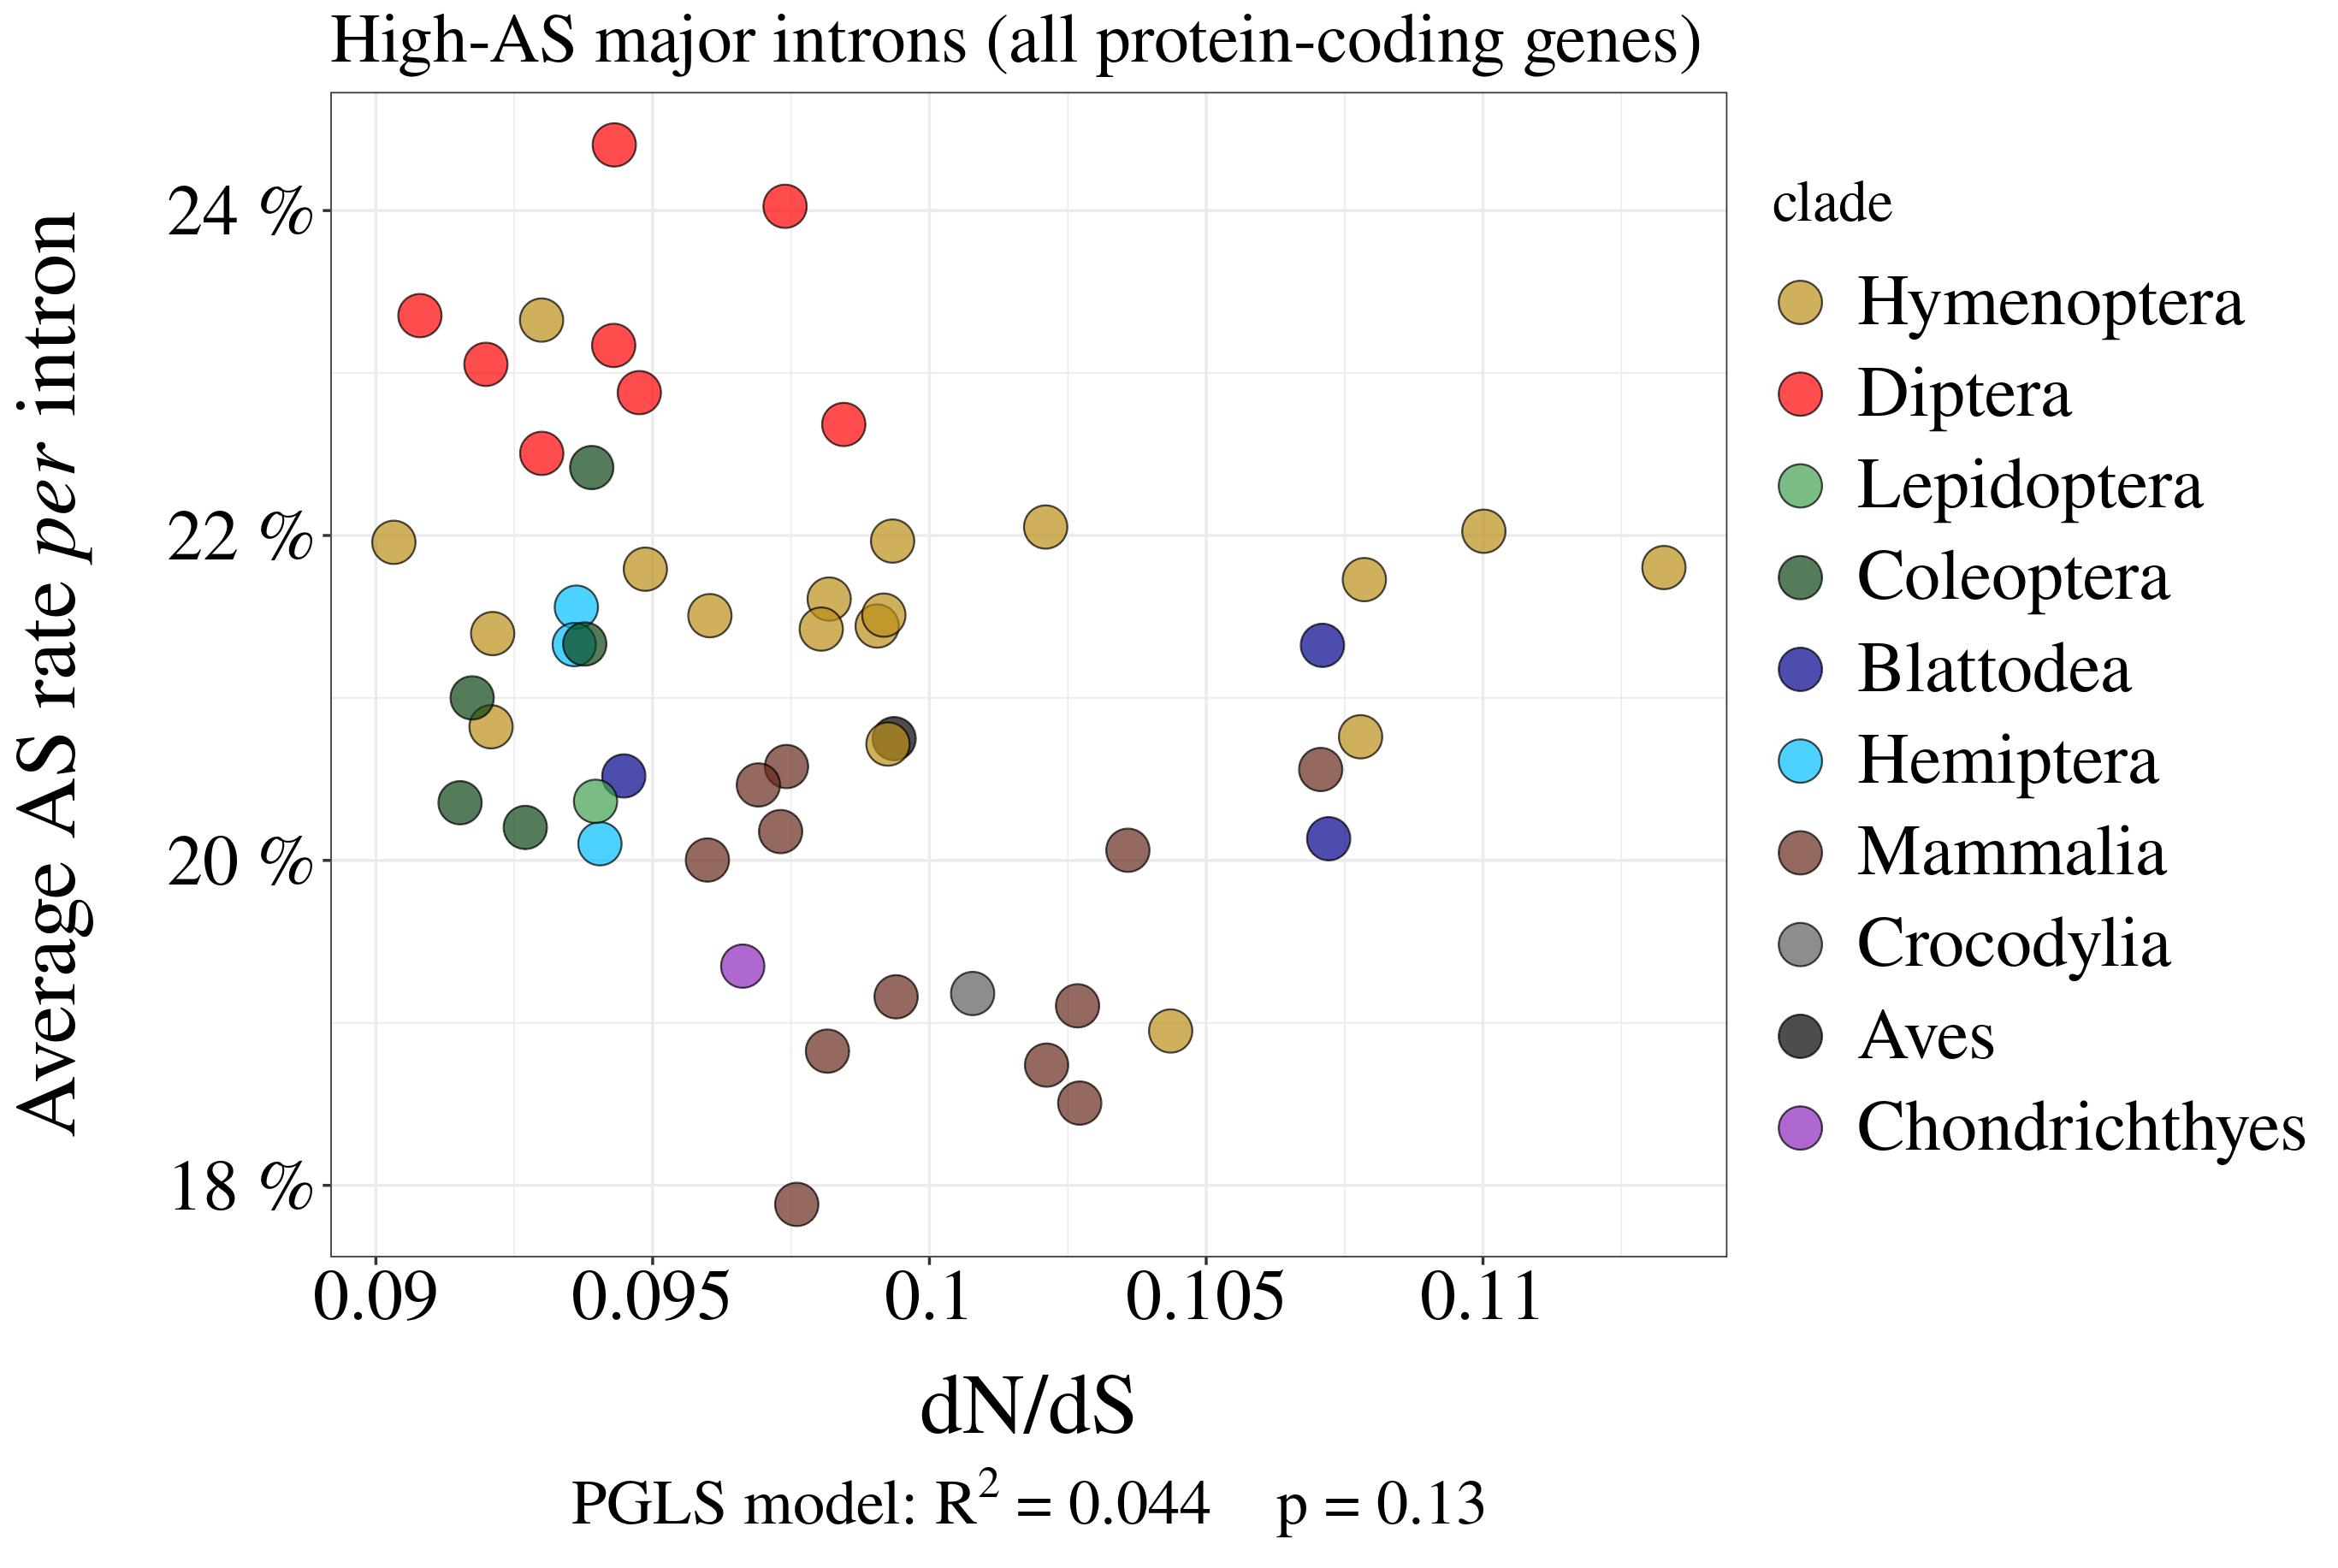 High-AS major introns (all protein-coding genes)
Average AS rate per intron
24 %
22 %
20 %
18 %
0.09
0.095
0.1
0.105
0.11
dN/dS
PGLS model: R² = 0.044 p = 0.13
clade
Hymenoptera
Diptera
Lepidoptera
Coleoptera
Blattodea
Hemiptera
Mammalia
Crocodylia
Aves
Chondrichthyes